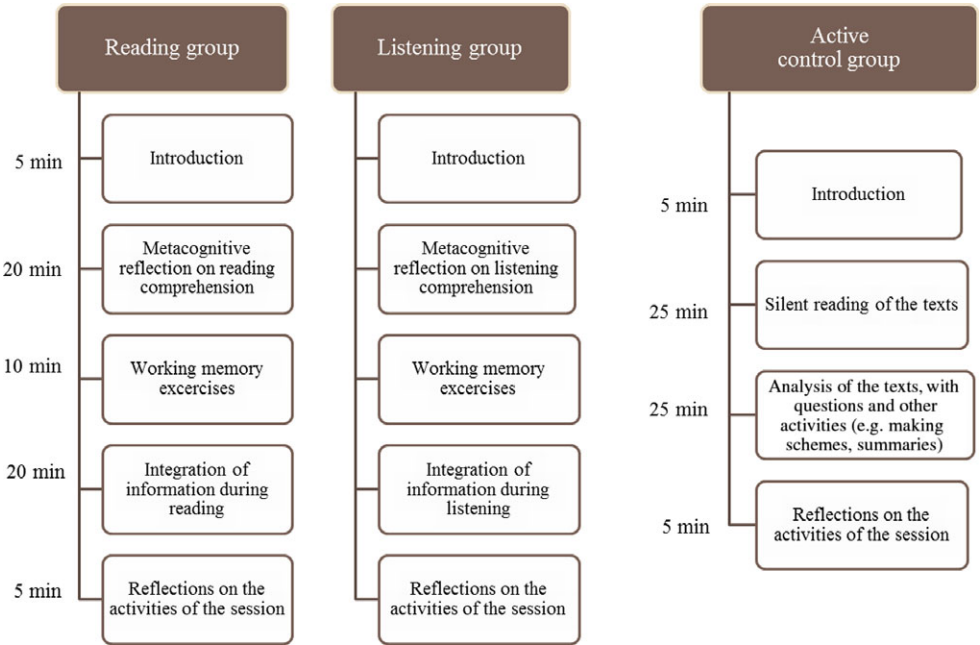 Reading group
5 min
Introduction
20 min
Metacognitive
reflection on reading
comprehension
10 min
Working memory
excercises
20 min
Integration of
information during
reading
5 min
Reflections on the
activities of the session
Listening group
Introduction
Metacognitive
reflection on listening
comprehension
Working memory
excercises
Integration of
information during
listening
Reflections on the
activities of the session
Active
control group
5 min
Introduction
25 min
Silent reading of the texts
25 min
Analysis of the texts, with
questions and other
activities (e.g. making
schemes, summaries)
5 min
Reflections on the
activities of the session